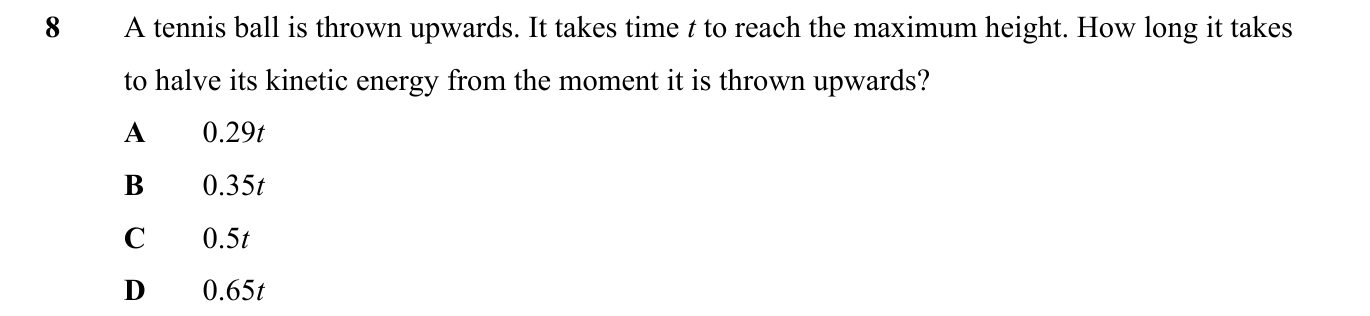 8 A tennis ball is thrown upwards. It takes time t to reach the maximum height. How long it takes
to halve its kinetic energy from the moment it is thrown upwards?
A 0.29t
B 0.35t
C 0.5t
D 0.65t